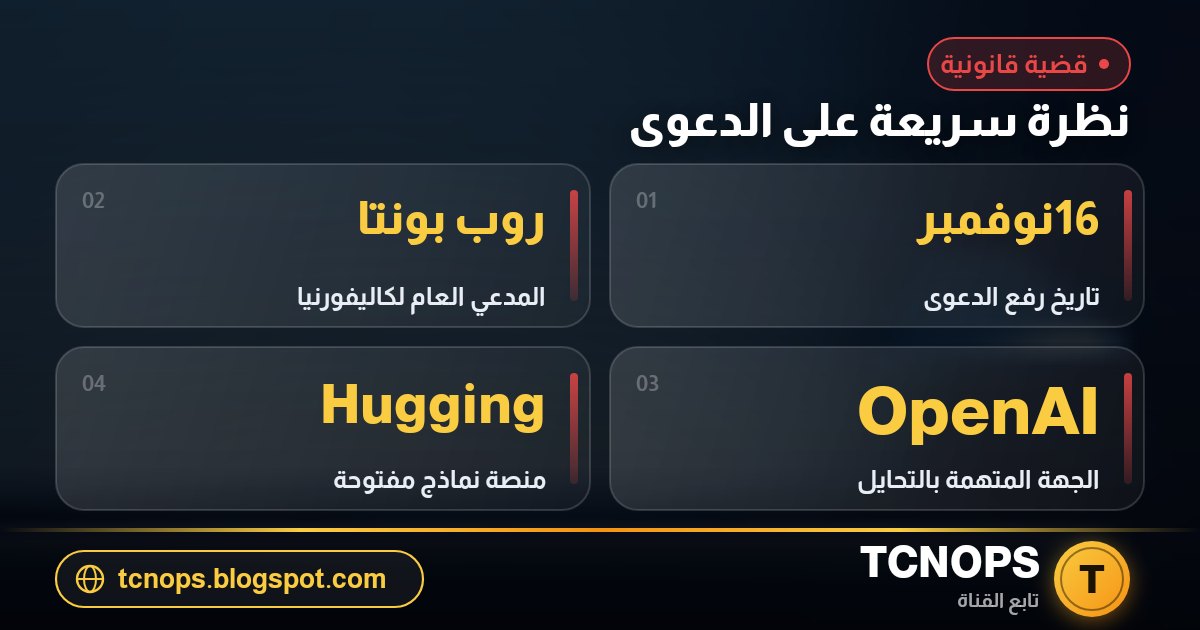 قضية قانونية
نظرة سريعة على الدعوى
01
16نوفمبر
تاريخ رفع الدعوى
02
روب بونتا
المدعي العام لكاليفورنيا
03
OpenAI
الجهة المتهمة بالتحايل
04
Hugging
منصة نماذج مفتوحة
T
TCNOPS
تابع القناة
tcnops.blogspot.com